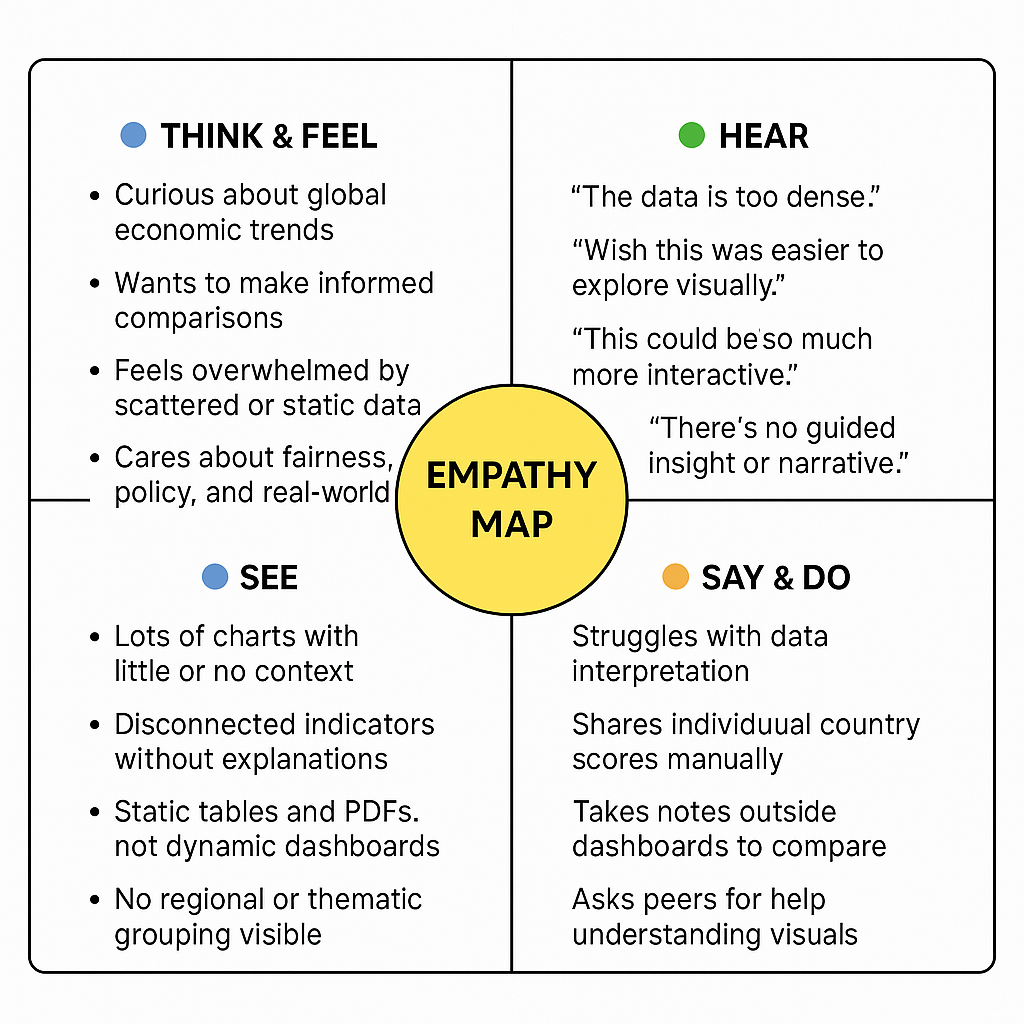 THINK & FEEL
• Curious about global
economic trends
• Wants to make informed
comparisons
• Feels overwhelmed by
scattered or static data
• Cares about fairness,
policy, and real-world
HEAR
“The data is too dense.”
“Wish this was easier to
explore visually.”
“This could be'so much
more interactive.”
“There’s no guided
insight or narrative.”
EMPATHY
MAP
SEE
• Lots of charts with
little or no context
• Disconnected indicators
without explanations
• Static tables and PDFs.
not dynamic dashboards
• No regional or thematic
grouping visible
SAY & DO
Struggles with data
interpretation
Shares individuual country
scores manually
Takes notes outside
dashboards to compare
Asks peers for help
understanding visuals